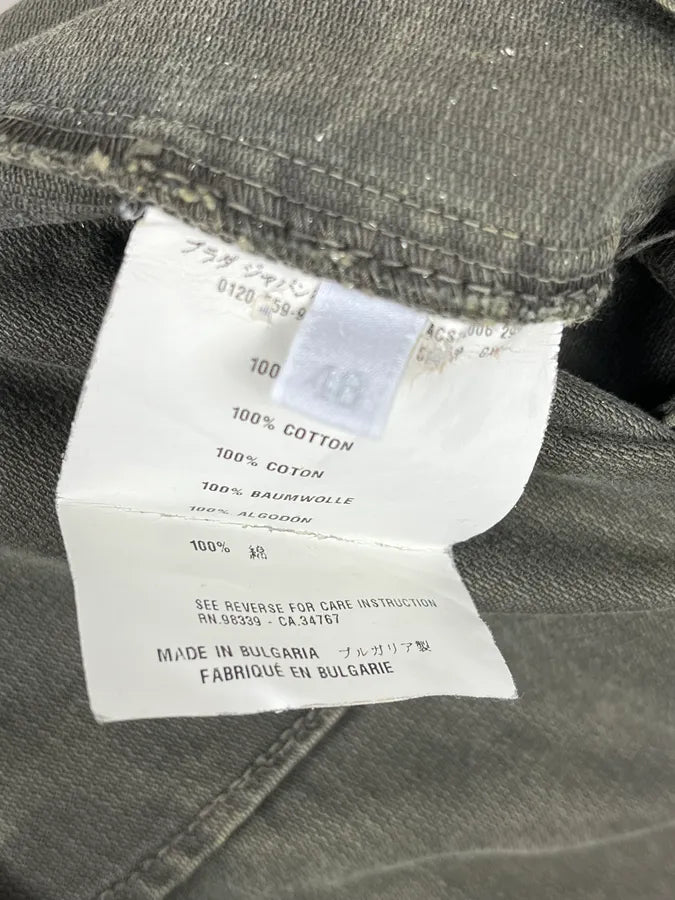 プラダ ジャパン
0120 59-9
46
100
100% COTTON
100% COTON
100% BAUMWOLLE
100% ALGODÓN
100% 綿
SEE REVERSE FOR CARE INSTRUCTION
RN.98339 - CA.34767
MADE IN BULGARIA ブルガリア製
FABRIQUÉ EN BULGARIE